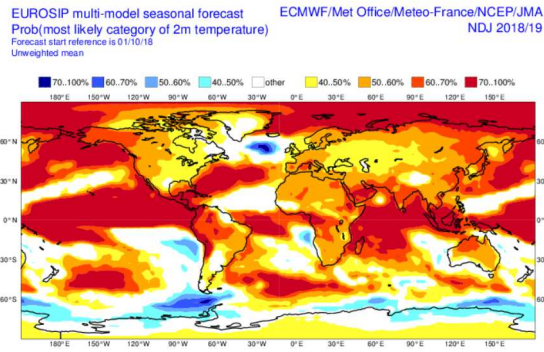 EUROSIP multi-model seasonal forecast
ECMWF/Met Office/Meteo-France/NCEP/JMA
Prob(most likely category of 2m temperature)
NDJ 2018/19
Forecast start reference is 01/10/18
Unweighted mean
70..100% 60..70% 50..60% 40..50% other 40..50% 50..60% 60..70% 70..100%
180°E 150°W 120°W 90°W 60°W 30°W 0°E 30°E 60°E 90°E 120°E 150°E
60°N 60°N
30°N 30°N
0°N 0°N
30°S 30°S
60°S 60°S
180°E 150°W 120°W 90°W 60°W 30°W 0°E 30°E 60°E 90°E 120°E 150°E